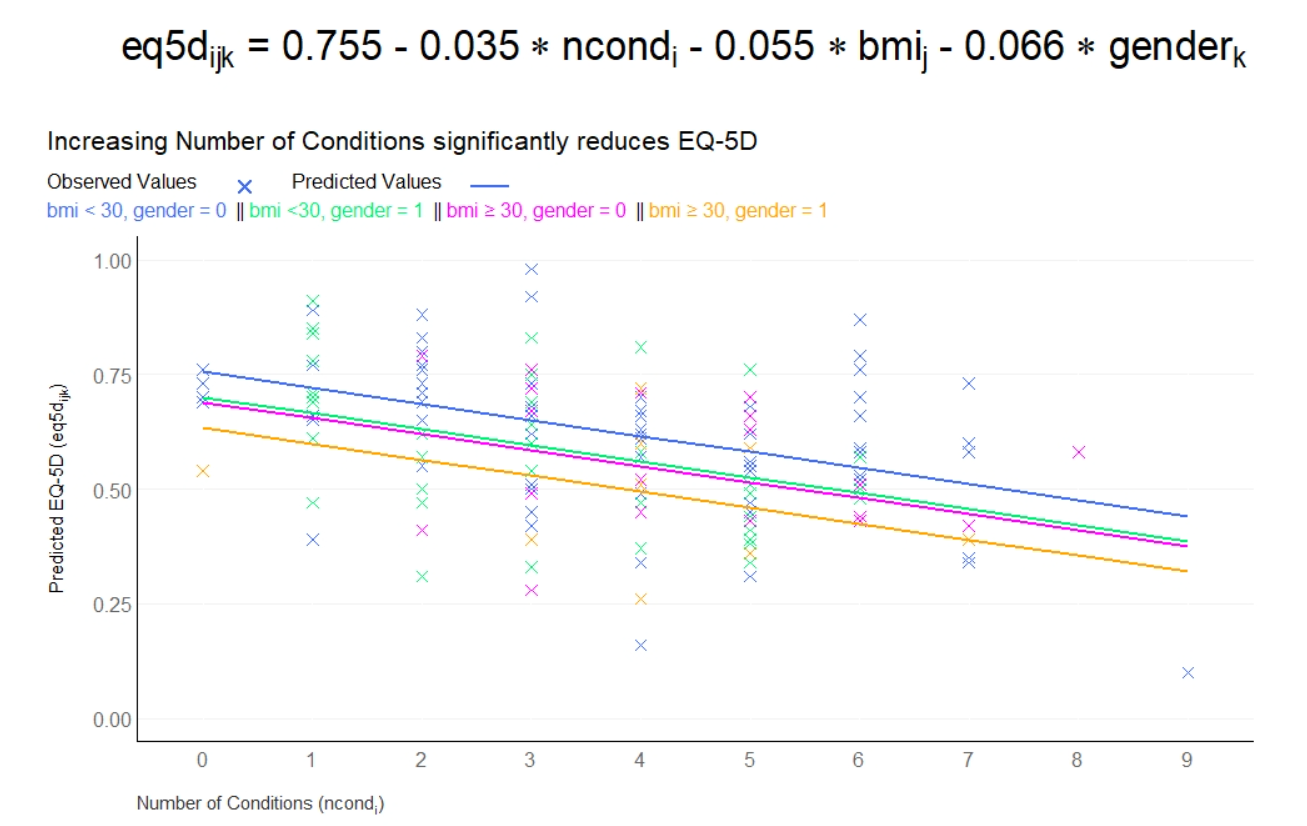 eq5dijk = 0.755 - 0.035 * ncondi - 0.055 * bmij - 0.066 * genderk
Increasing Number of Conditions significantly reduces EQ-5D
Observed Values Predicted Values
bmi < 30, gender = 0 || bmi <30, gender = 1 || bmi ≥ 30, gender = 0 || bmi ≥ 30, gender = 1
Predicted EQ-5D (eq5dijk)
1.00
0.75
0.50
0.25
0.00
0 1 2 3 4 5 6 7 8 9
Number of Conditions (ncondi)